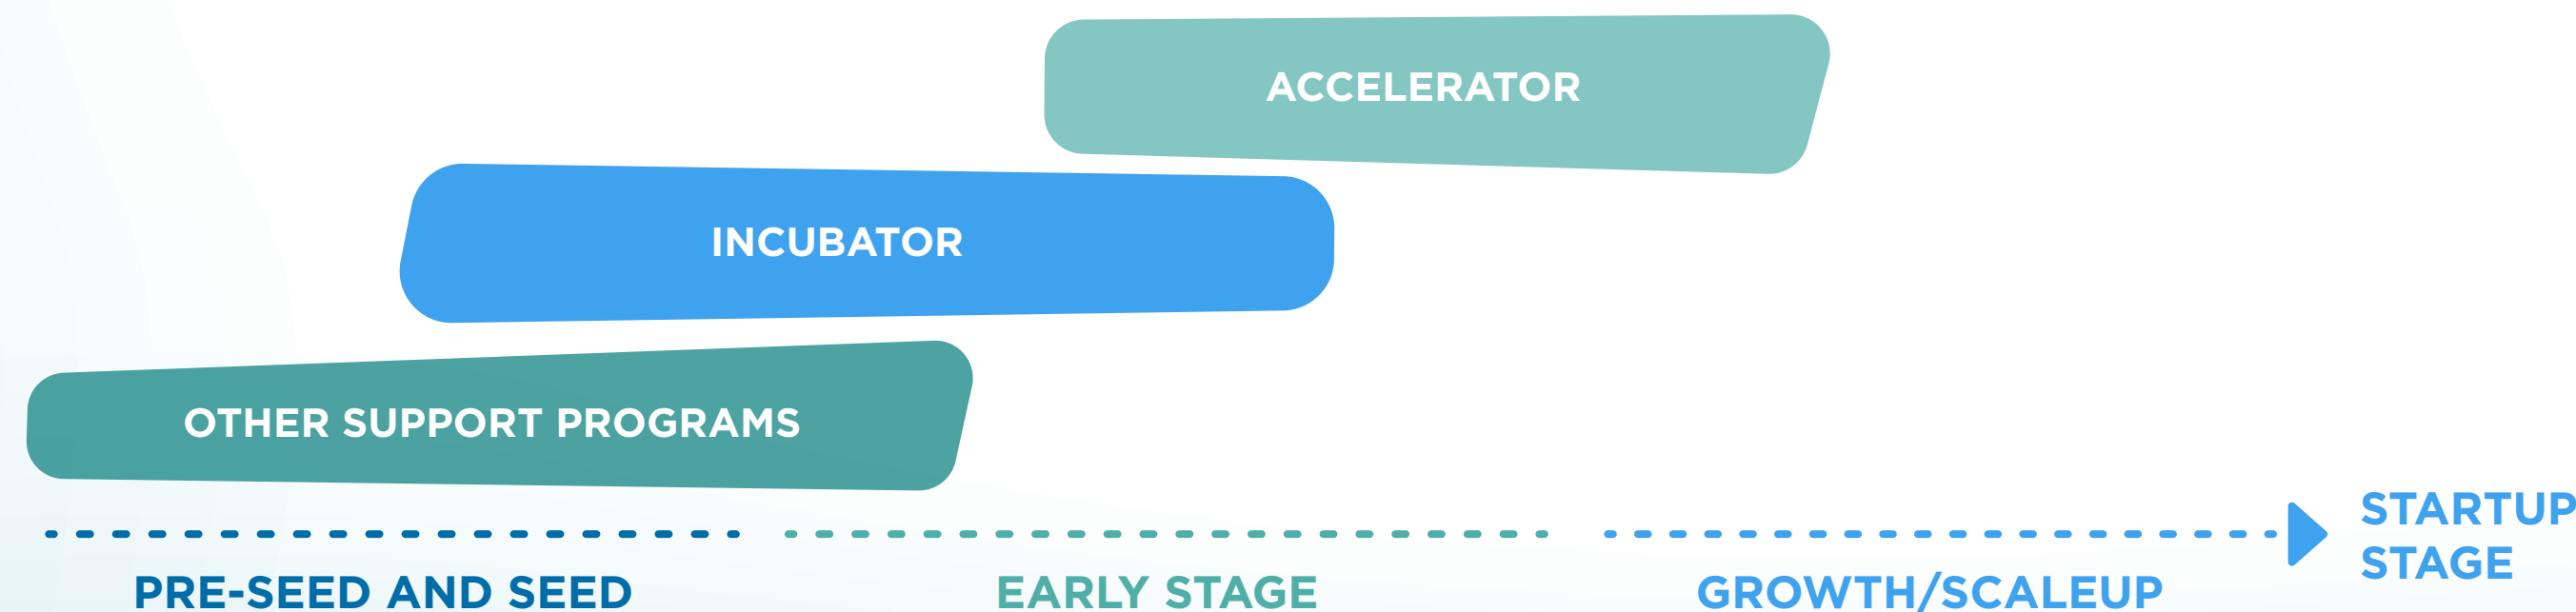 ACCELERATOR
INCUBATOR
OTHER SUPPORT PROGRAMS
PRE-SEED AND SEED
EARLY STAGE
GROWTH/SCALEUP
STARTUP
STAGE